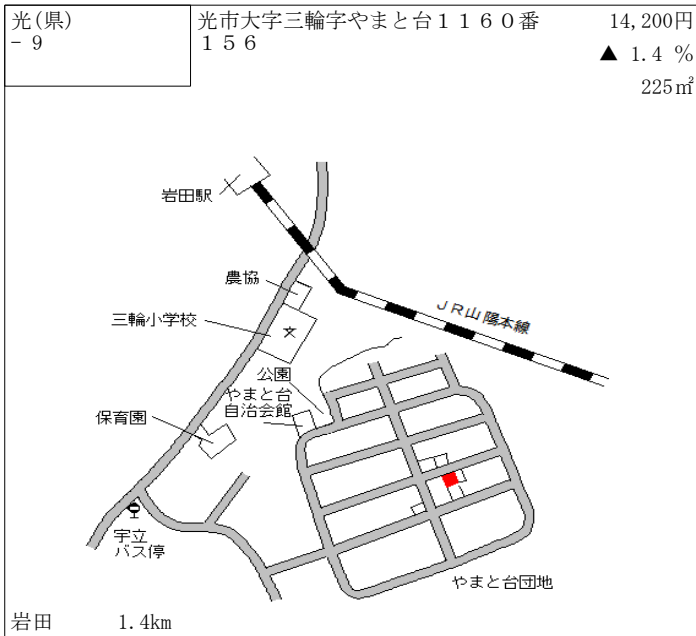 光(県)
- 9
光市大字三輪字やまと台１１６０番
１５６
14,200円
▲ 1.4 %
225㎡
岩田駅
農協
ＪＲ山陽本線
三輪小学校
公園
やまと台
自治会館
保育園
宇立
バス停
やまと台団地
岩田 1.4km